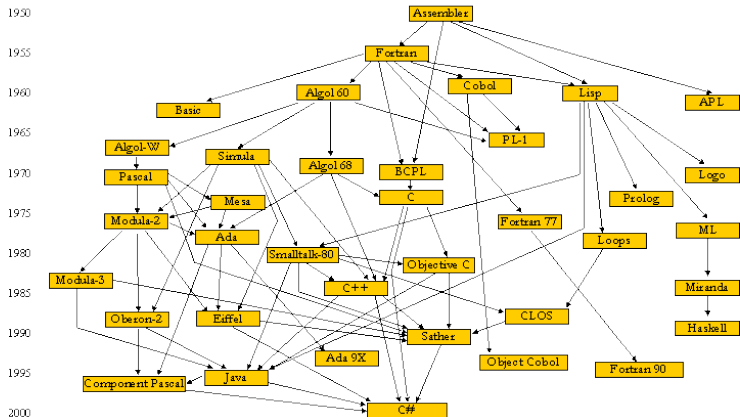 1950
Assembler
1955
Fortran
1960
Algol 60
Cobol
Lisp
Basic
APL
1965
PL-1
Algol-W
Simula
Algol 68
1970
Pascal
BCPL
Logo
Mesa
C
Prolog
1975
Modula-2
Fortran 77
ML
Ada
Loops
1980
Smalltalk-80
Objective C
Modula-3
C++
Miranda
1985
Oberon-2
Eiffel
CLOS
Haskell
1990
Sather
Ada 9X
Object Cobol
Fortran 90
1995
Component Pascal
Java
2000
C#